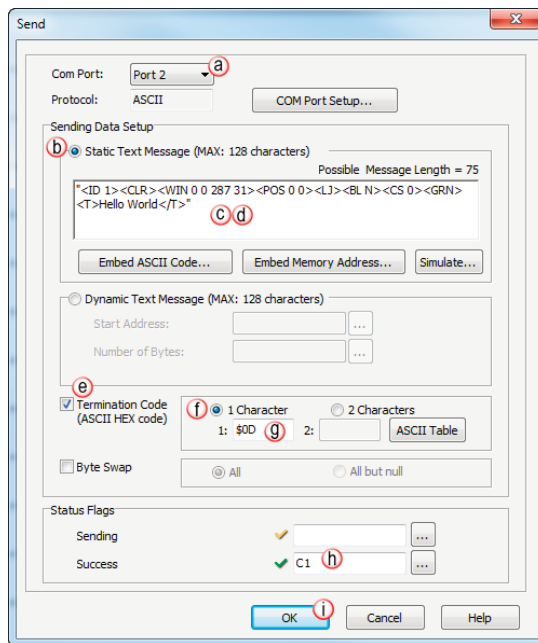 Send
a
Com Port: Port 2
Protocol: ASCII COM Port Setup...
Sending Data Setup
b Static Text Message (MAX: 128 characters)
Possible Message Length = 75
"<ID 1><CLR><WIN 0 0 287 31><POS 0 0><LJ><BL N><CS 0><GRN>
<T>Hello World</T>"
c d
Embed ASCII Code... Embed Memory Address... Simulate...
Dynamic Text Message (MAX: 128 characters)
Start Address: ...
Number of Bytes: ...
e
Termination Code f 1 Character 2 Characters
(ASCII HEX code) 1: $0D g 2: ASCII Table
Byte Swap All All but null
Status Flags
Sending ...
Success C1 h ...
OK i Cancel Help